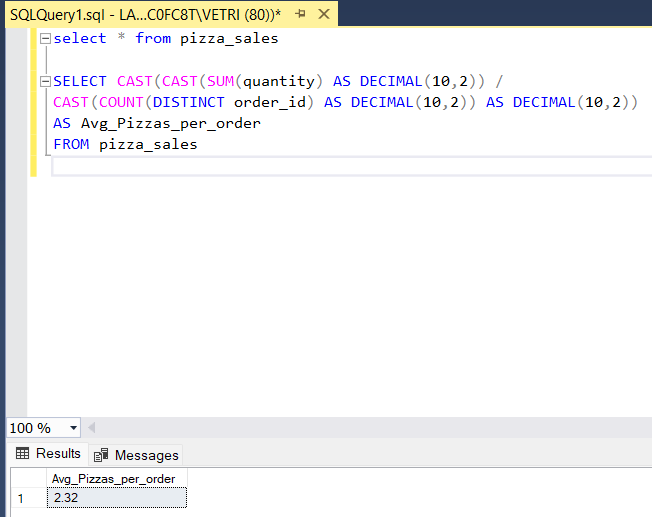 SQLQuery1.sql - LA...C0FC8T\VETRI (80))*
select * from pizza_sales
SELECT CAST(CAST(SUM(quantity) AS DECIMAL(10,2)) /
CAST(COUNT(DISTINCT order_id) AS DECIMAL(10,2)) AS DECIMAL(10,2))
AS Avg_Pizzas_per_order
FROM pizza_sales
100 %
Results Messages
Avg_Pizzas_per_order
1 2.32